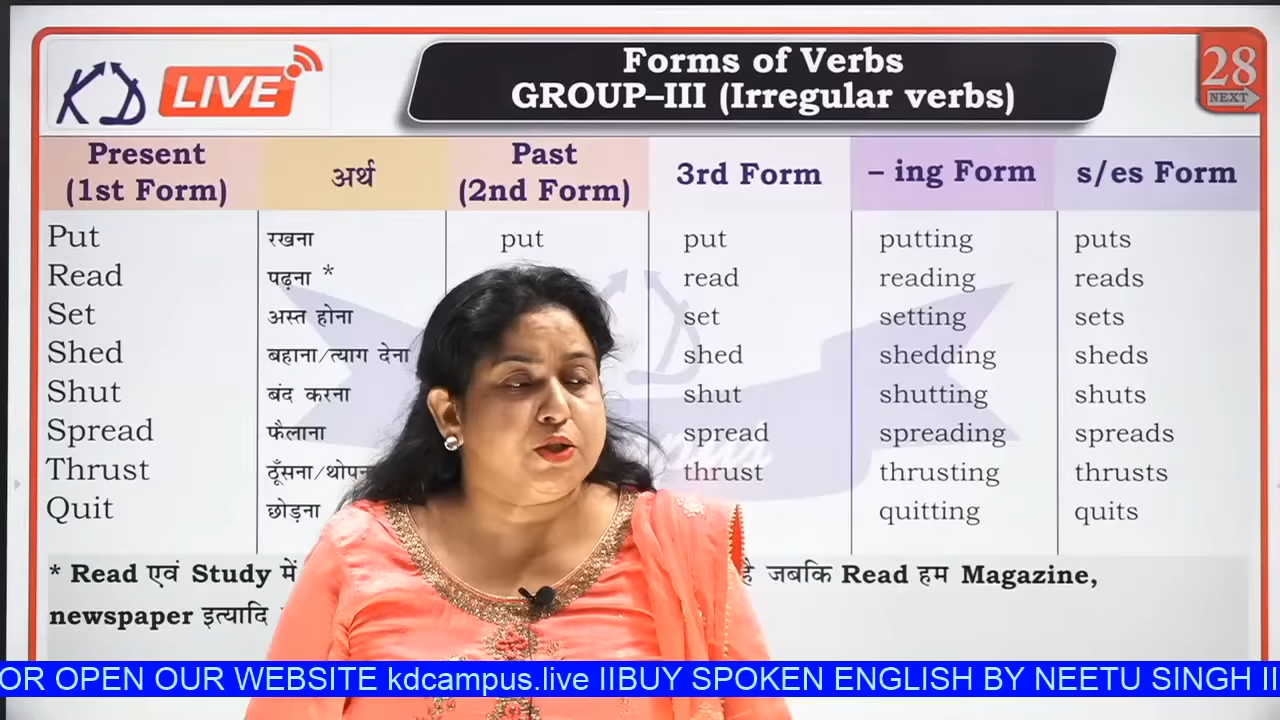 KD LIVE
Forms of Verbs
GROUP–III (Irregular verbs)
28
NEXT
Present (1st Form) अर्थ Past (2nd Form) 3rd Form – ing Form s/es Form
Put रखना put put putting puts
Read पढ़ना * read reading reads
Set अस्त होना set setting sets
Shed बहाना/त्याग देना shed shedding sheds
Shut बंद करना shut shutting shuts
Spread फैलाना spread spreading spreads
Thrust thrust thrusting thrusts
Quit छोड़ना quitting quits
* Read एवं Study में है जबकि Read हम Magazine,
newspaper इत्यादि
OR OPEN OUR WEBSITE kdcampus.live IIBUY SPOKEN ENGLISH BY NEETU SINGH II